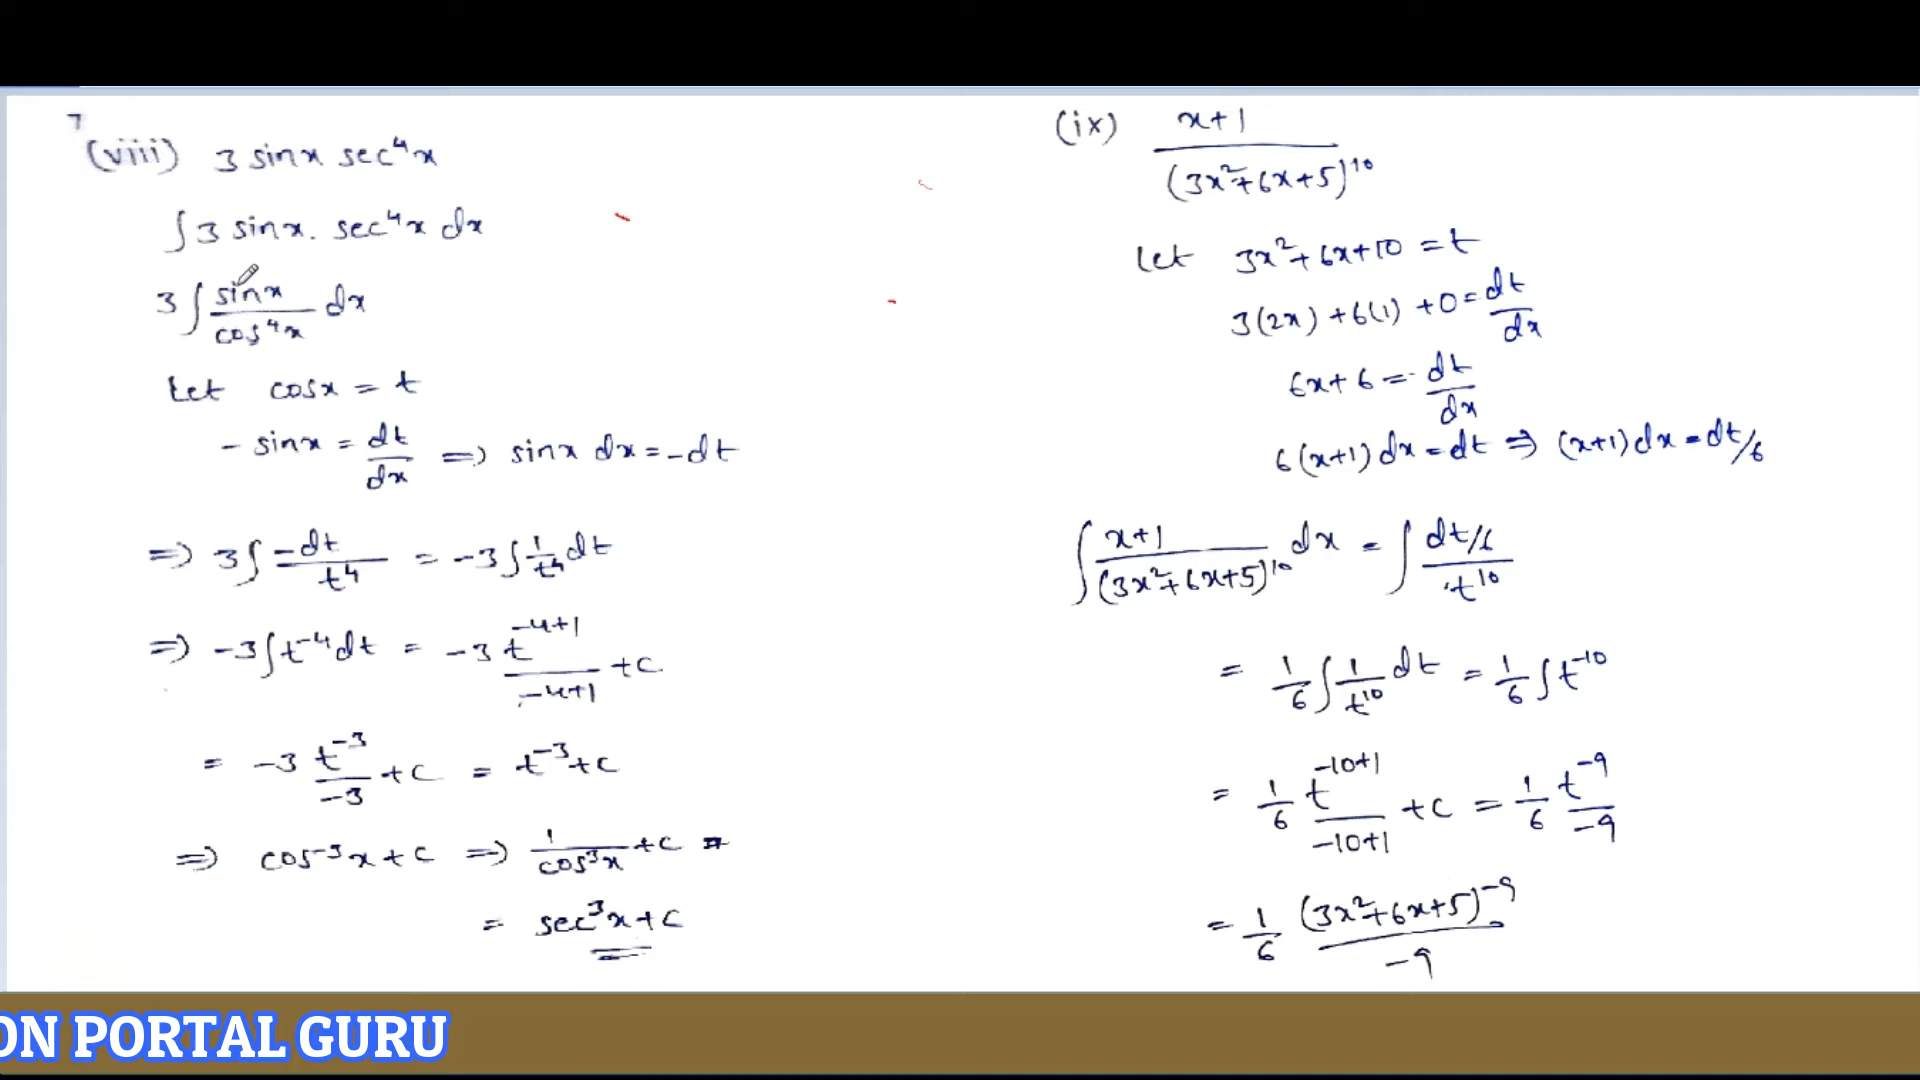 7
(viii) 3 sinx sec⁴x
∫3 sinx. sec⁴x dx
3∫ sinx/cos⁴x dx
Let cosx = t
- sinx = dt/dx => sinx dx = -dt
=> 3∫ -dt/t⁴ = -3∫ 1/t⁴ dt
=> -3∫t⁻⁴dt = -3 t⁻⁴⁺¹/-4+1 +c
= -3 t⁻³/-3 +c = t⁻³+c
=> cos⁻³x+c => 1/cos³x +c =
= sec³x+c
(ix) x+1/(3x²+6x+5)¹⁰
Let 3x²+6x+10 = t
3(2x)+6(1)+0 = dt/dx
6x+6 = dt/dx
6(x+1)dx = dt => (x+1)dx = dt/6
∫ x+1/(3x²+6x+5)¹⁰ dx = ∫ dt/6/t¹⁰
= 1/6 ∫ 1/t¹⁰ dt = 1/6 ∫t⁻¹⁰
= 1/6 t⁻¹⁰⁺¹/-10+1 +c = 1/6 t⁻⁹/-9
= 1/6 (3x²+6x+5)⁻⁹/-9
ON PORTAL GURU